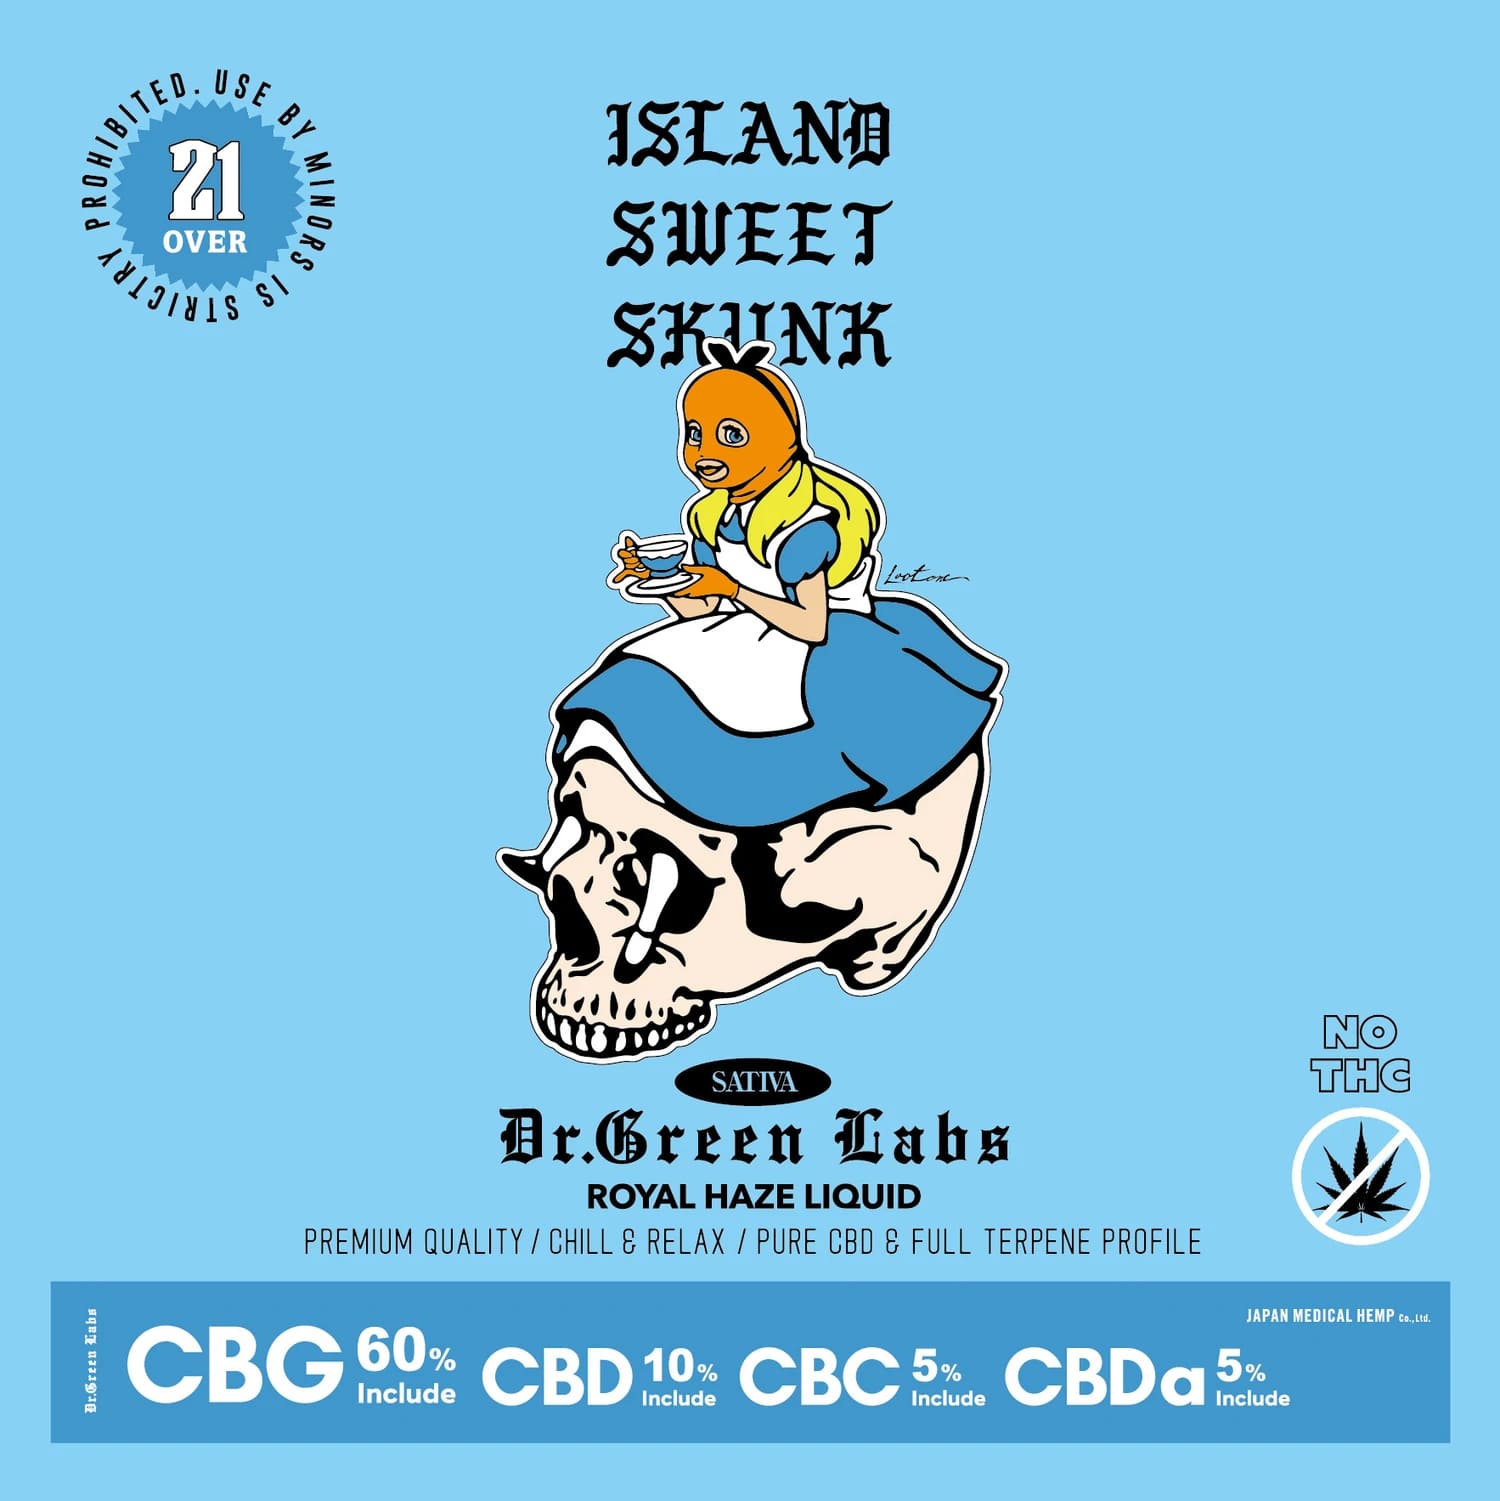 PROHIBITED. USE BY MINORS IS STRICTRY
21
OVER
ISLAND
SWEET
SKUNK
Lootone
NO
THC
SATIVA
Dr.Green Labs
ROYAL HAZE LIQUID
PREMIUM QUALITY / CHILL & RELAX / PURE CBD & FULL TERPENE PROFILE
Dr.Green Labs
JAPAN MEDICAL HEMP Co.,Ltd.
CBG 60% Include
CBD 10% Include
CBC 5% Include
CBDa 5% Include